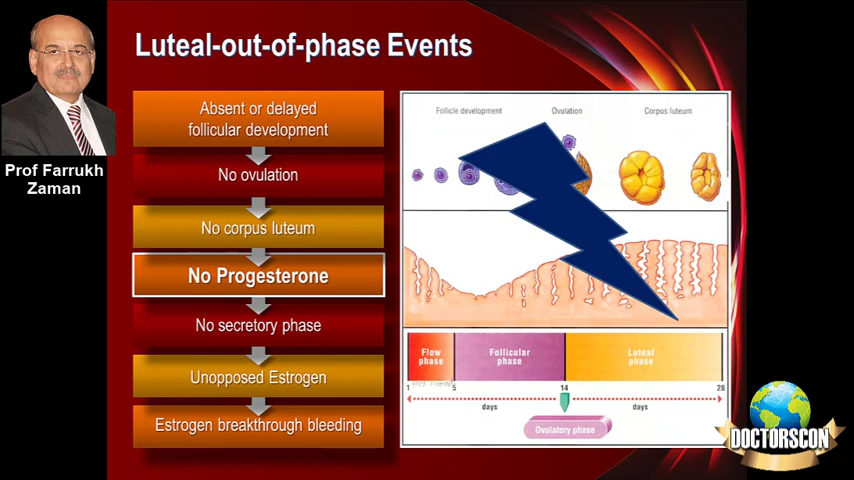 Luteal-out-of-phase Events
Prof Farrukh
Zaman
Absent or delayed
follicular development
No ovulation
No corpus luteum
No Progesterone
No secretory phase
Unopposed Estrogen
Estrogen breakthrough bleeding
Follicle development
Ovulation
Corpus luteum
Flow
phase
Follicular
phase
Luteal
phase
1
5
14
28
days
days
Ovulatory phase
DOCTORSCON